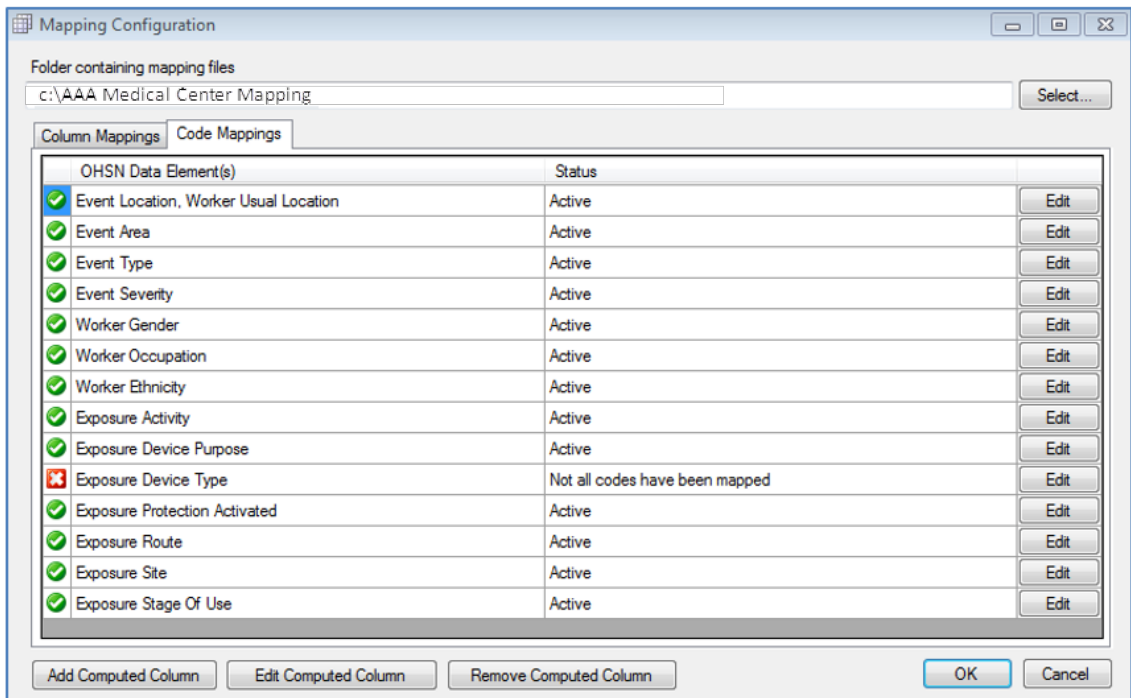 Mapping Configuration
Folder containing mapping files
c:\AAA Medical Center Mapping
Select...
Column Mappings Code Mappings
OHSN Data Element(s) Status
Event Location, Worker Usual Location Active Edit
Event Area Active Edit
Event Type Active Edit
Event Severity Active Edit
Worker Gender Active Edit
Worker Occupation Active Edit
Worker Ethnicity Active Edit
Exposure Activity Active Edit
Exposure Device Purpose Active Edit
Exposure Device Type Not all codes have been mapped Edit
Exposure Protection Activated Active Edit
Exposure Route Active Edit
Exposure Site Active Edit
Exposure Stage Of Use Active Edit
Add Computed Column Edit Computed Column Remove Computed Column OK Cancel